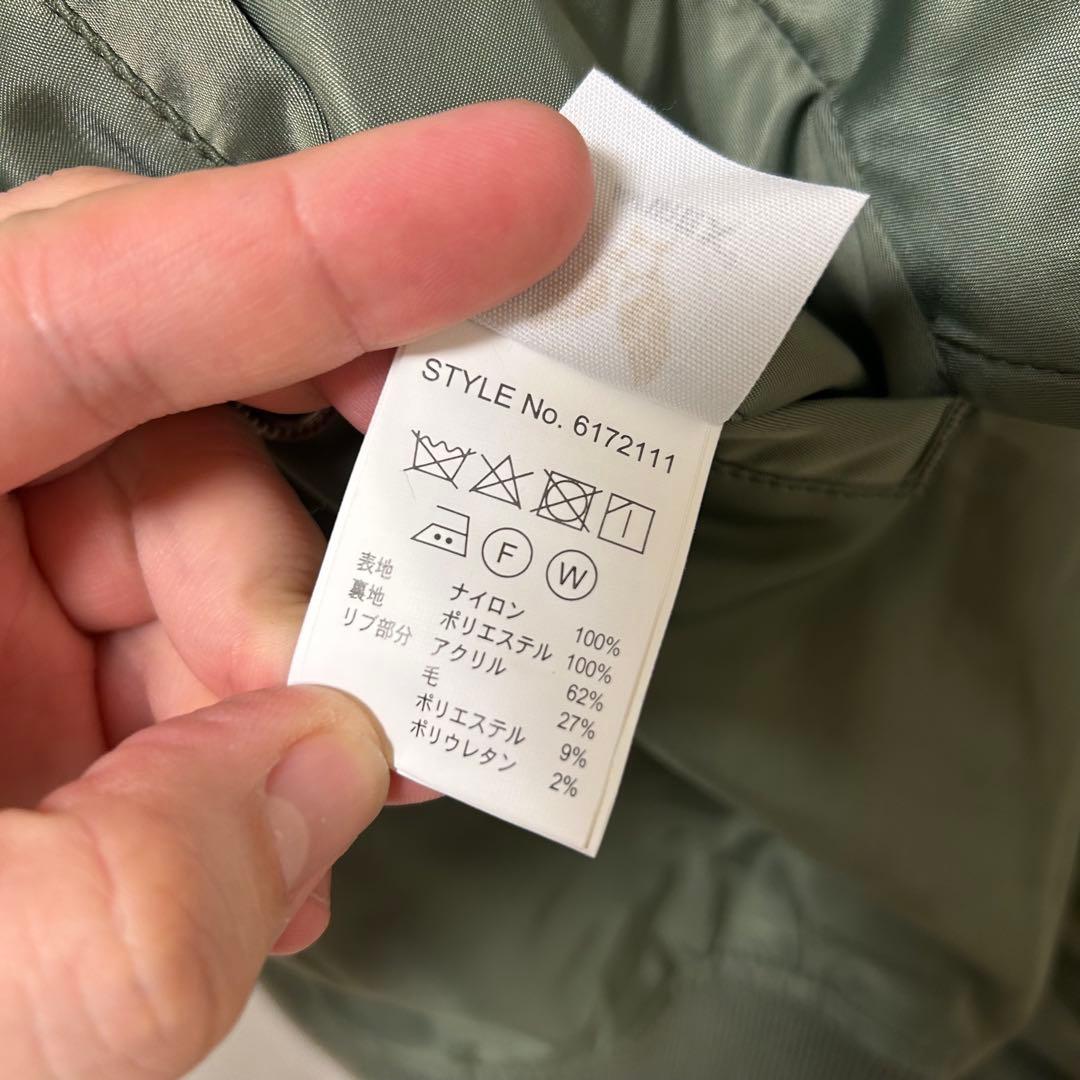 STYLE No. 6172111
F W
表地 ナイロン 100%
裏地 ポリエステル 100%
リブ部分 アクリル 62%
毛 27%
ポリエステル 9%
ポリウレタン 2%